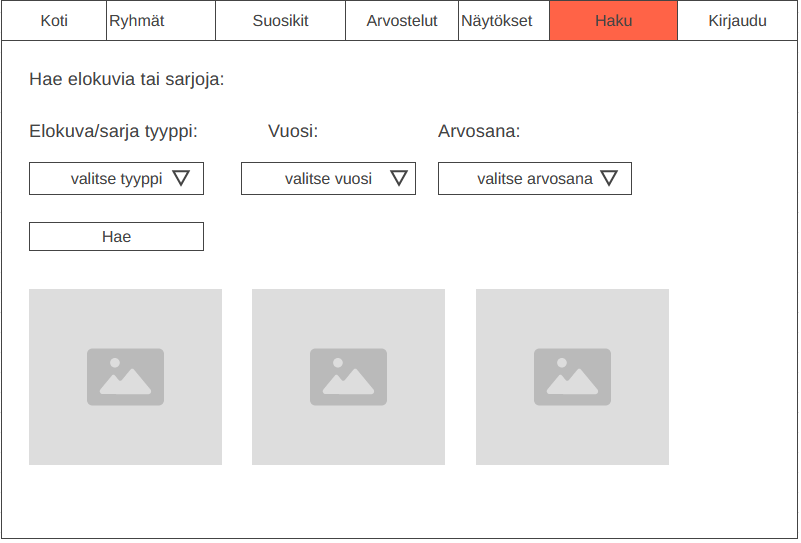 Koti Ryhmät Suosikit Arvostelut Näytökset Haku Kirjaudu
Hae elokuvia tai sarjoja:
Elokuva/sarja tyyppi: Vuosi: Arvosana:
valitse tyyppi valitse vuosi valitse arvosana
Hae